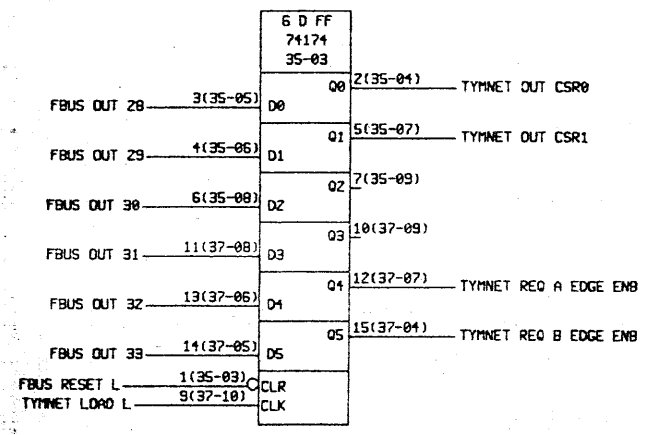 6 D FF
74174
35-03
Q0 2(35-04) TYMNET OUT CSR0
FBUS OUT 28 3(35-05) D0
Q1 5(35-07) TYMNET OUT CSR1
FBUS OUT 29 4(35-06) D1
Q2 7(35-09)
FBUS OUT 30 6(35-08) D2
Q3 10(37-09)
FBUS OUT 31 11(37-08) D3
Q4 12(37-07) TYMNET REQ A EDGE ENB
FBUS OUT 32 13(37-06) D4
Q5 15(37-04) TYMNET REQ B EDGE ENB
FBUS OUT 33 14(37-05) D5
FBUS RESET L 1(35-03) CLR
TYMNET LOAD L 9(37-10) CLK